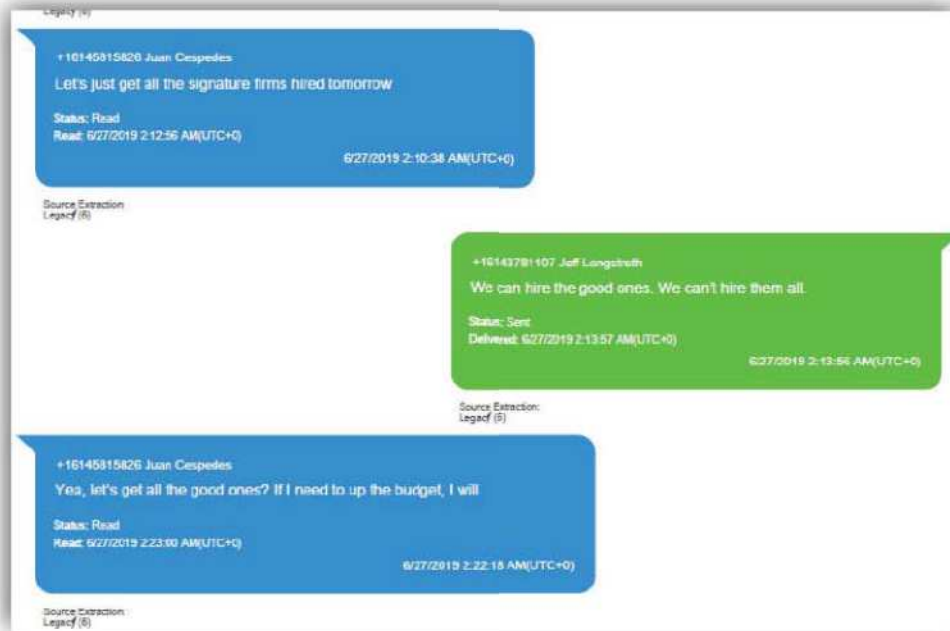 Legacy (6)
+16145815826 Juan Cespedes
Let's just get all the signature firms hired tomorrow
Status: Read
Read: 6/27/2019 2:12:56 AM(UTC+0)
6/27/2019 2:10:38 AM(UTC+0)
Source Extraction
Legacy (6)
+16143791107 Jeff Longstreth
We can hire the good ones. We can't hire them all.
Status: Sent
Delivered: 6/27/2019 2:13:57 AM(UTC+0)
6/27/2019 2:13:56 AM(UTC+0)
Source Extraction:
Legacy (6)
+16145815826 Juan Cespedes
Yea, let's get all the good ones? If I need to up the budget, I will
Status: Read
Read: 6/27/2019 2:23:00 AM(UTC+0)
6/27/2019 2:22:18 AM(UTC+0)
Source Extraction
Legacy (6)